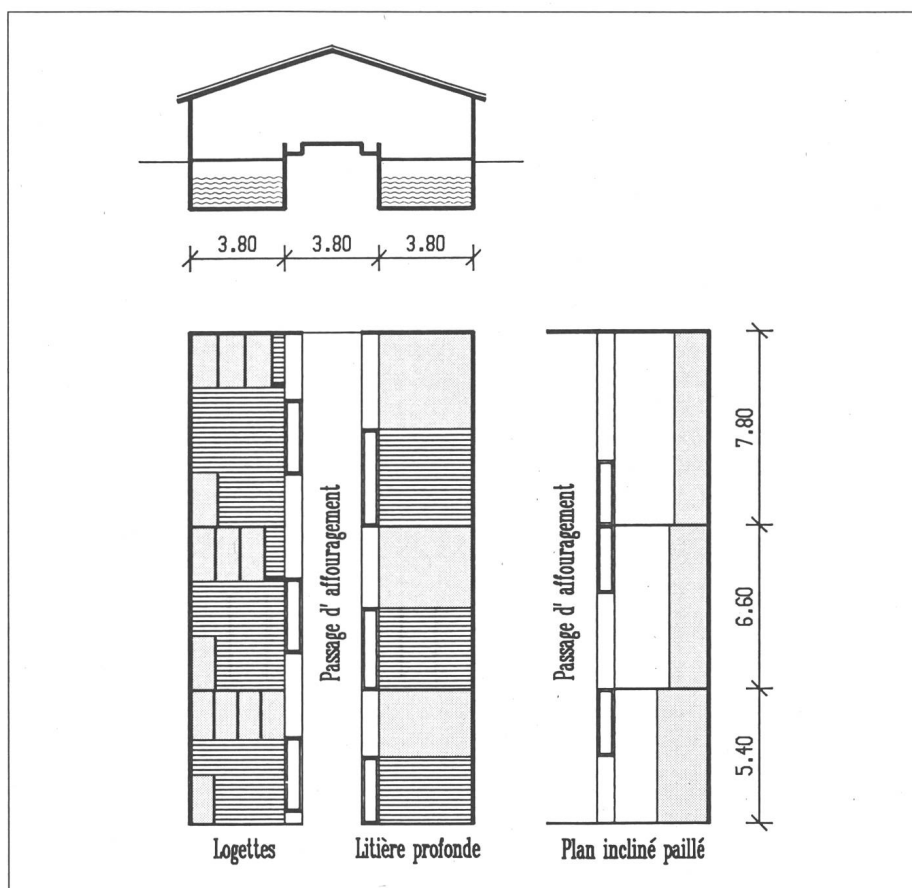 3.80 3.80 3.80
Passage d' affouragement
Passage d' affouragement
7.80
6.60
5.40
Logettes
Litière profonde
Plan incliné paillé